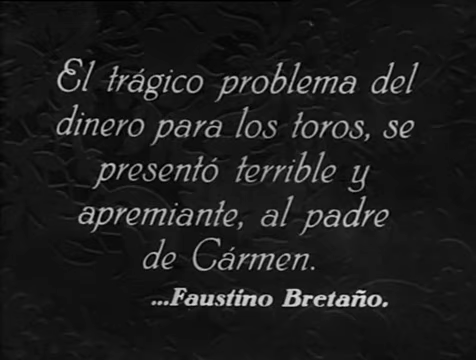 El trágico problema del
dinero para los toros, se
presentó terrible y
apremiante, al padre
de Cármen.
...Faustino Bretaño.